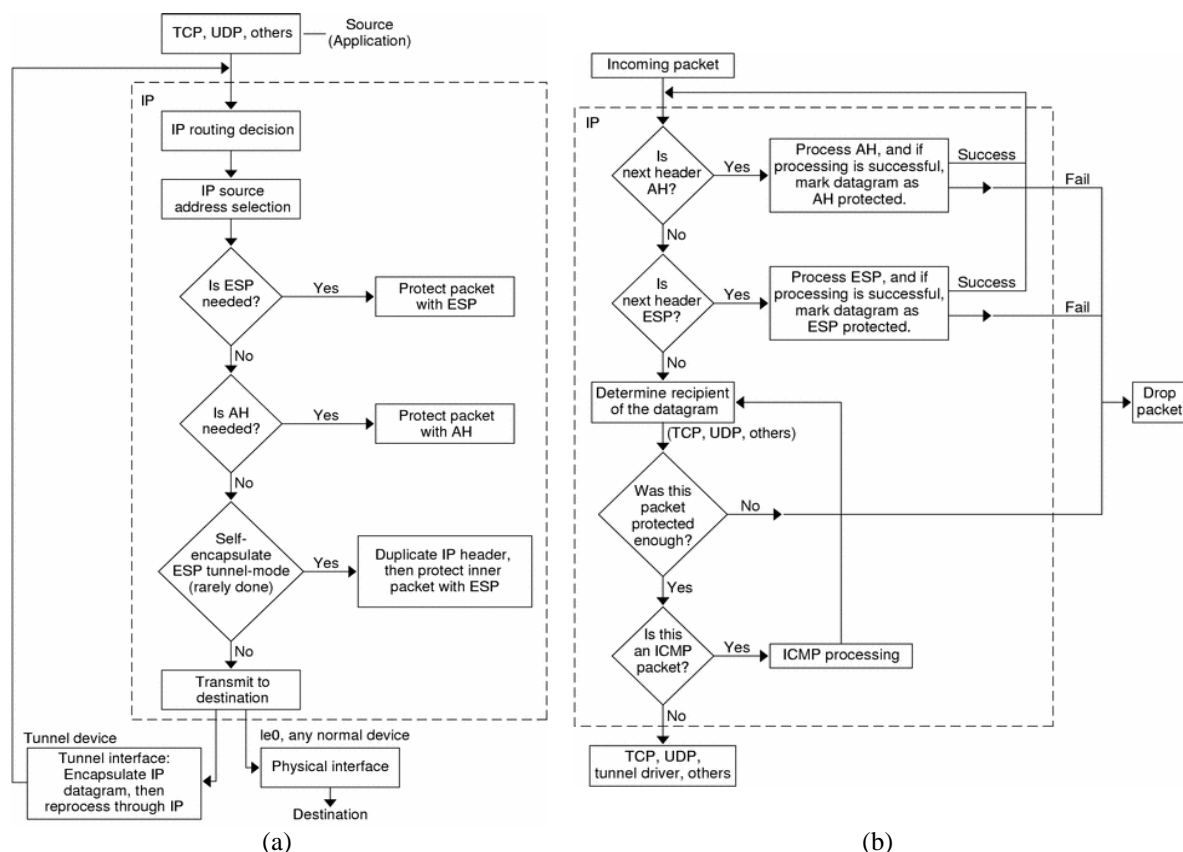 TCP, UDP, others
Source
(Application)
IP
IP routing decision
IP source
address selection
Is ESP
needed?
Yes
Protect packet
with ESP
No
Is AH
needed?
Yes
Protect packet
with AH
No
Self-
encapsulate
ESP tunnel-mode
(rarely done)
Yes
Duplicate IP header,
then protect inner
packet with ESP
No
Transmit to
destination
Tunnel device
Tunnel interface:
Encapsulate IP
datagram, then
reprocess through IP
le0, any normal device
Physical interface
Destination
(a)
Incoming packet
IP
Is
next header
AH?
Yes
Process AH, and if
processing is successful,
mark datagram as
AH protected.
Success
Fail
No
Is
next header
ESP?
Yes
Process ESP, and if
processing is successful,
mark datagram as
ESP protected.
Success
Fail
No
Determine recipient
of the datagram
(TCP, UDP, others)
Drop
packet
Was this
packet
protected
enough?
No
Yes
Is this
an ICMP
packet?
Yes
ICMP processing
No
TCP, UDP,
tunnel driver, others
(b)